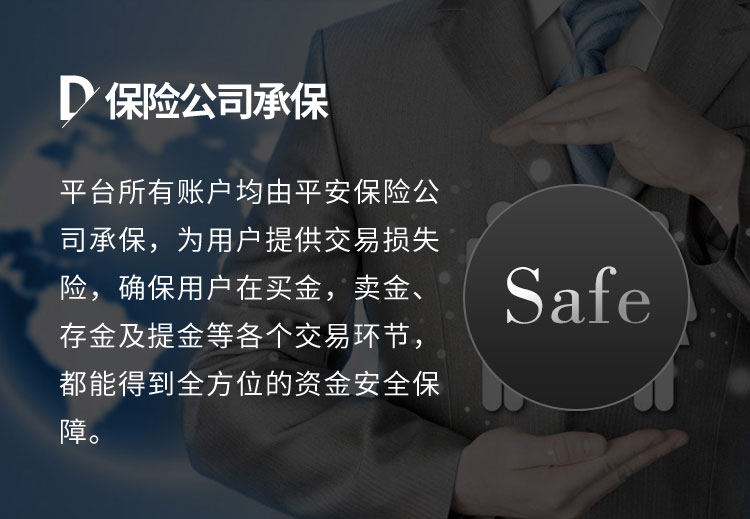 D 保险公司承保
平台所有账户均由平安保险公
司承保，为用户提供交易损失
险，确保用户在买金，卖金、
存金及提金等各个交易环节，
都能得到全方位的资金安全保
障。
Safe